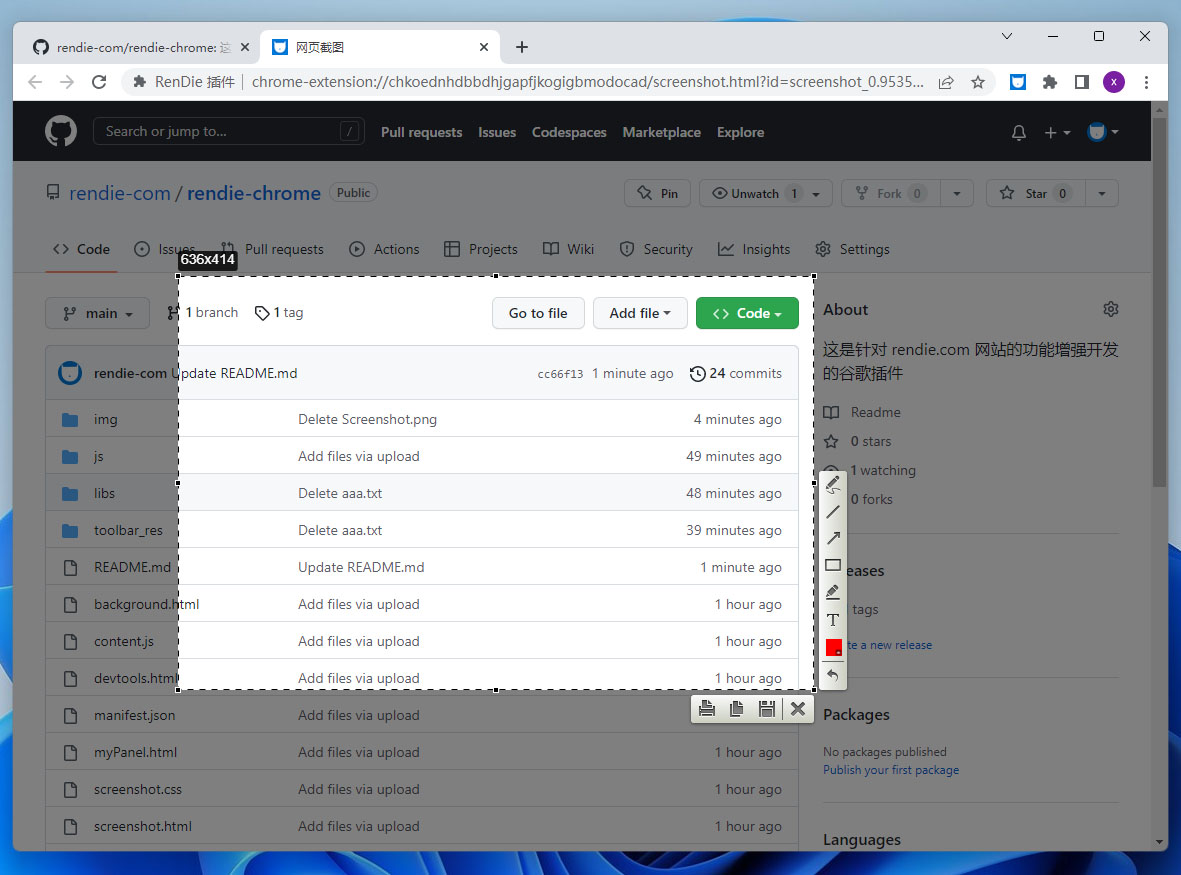 rendie-com/rendie-chrome: 这
网页截图
RenDie 插件
chrome-extension://chkoednhdbbdhjgapfjkogigbmodocad/screenshot.html?id=screenshot_0.9535...
x
Search or jump to...
/
Pull requests
Issues
Codespaces
Marketplace
Explore
rendie-com / rendie-chrome
Public
Pin
Unwatch 1
Fork 0
Star 0
Code
Issues
Pull requests
Actions
Projects
Wiki
Security
Insights
Settings
636x414
main
1 branch
1 tag
Go to file
Add file
Code
rendie-com Update README.md
cc66f13 1 minute ago
24 commits
img Delete Screenshot.png 4 minutes ago
js Add files via upload 49 minutes ago
libs Delete aaa.txt 48 minutes ago
toolbar_res Delete aaa.txt 39 minutes ago
README.md Update README.md 1 minute ago
background.html Add files via upload 1 hour ago
content.js Add files via upload 1 hour ago
devtools.html Add files via upload 1 hour ago
manifest.json Add files via upload
myPanel.html Add files via upload 1 hour ago
screenshot.css Add files via upload 1 hour ago
screenshot.html Add files via upload 1 hour ago
About
这是针对 rendie.com 网站的功能增强开发
的谷歌插件
Readme
0 stars
1 watching
0 forks
T
eases
tags
te a new release
Packages
No packages published
Publish your first package
Languages